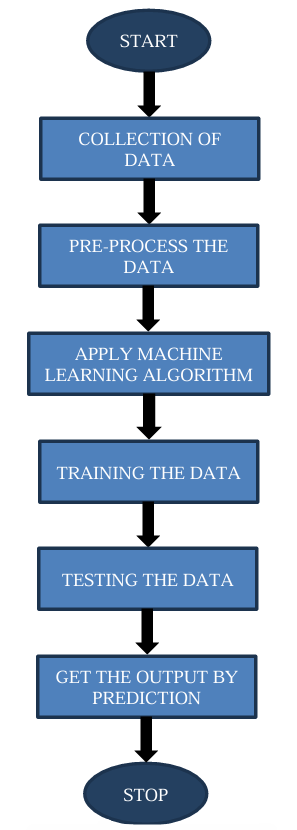 START
COLLECTION OF
DATA
PRE-PROCESS THE
DATA
APPLY MACHINE
LEARNING ALGORITHM
TRAINING THE DATA
TESTING THE DATA
GET THE OUTPUT BY
PREDICTION
STOP